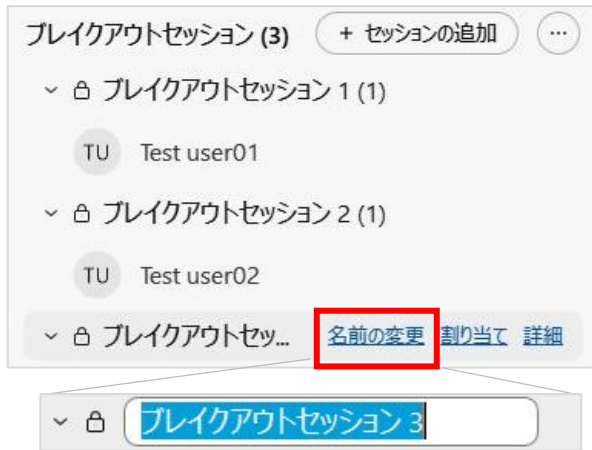 ブレイクアウトセッション (3) + セッションの追加 …
ブレイクアウトセッション 1 (1)
TU Test user01
ブレイクアウトセッション 2 (1)
TU Test user02
ブレイクアウトセッ... 名前の変更 割り当て 詳細
ブレイクアウトセッション 3